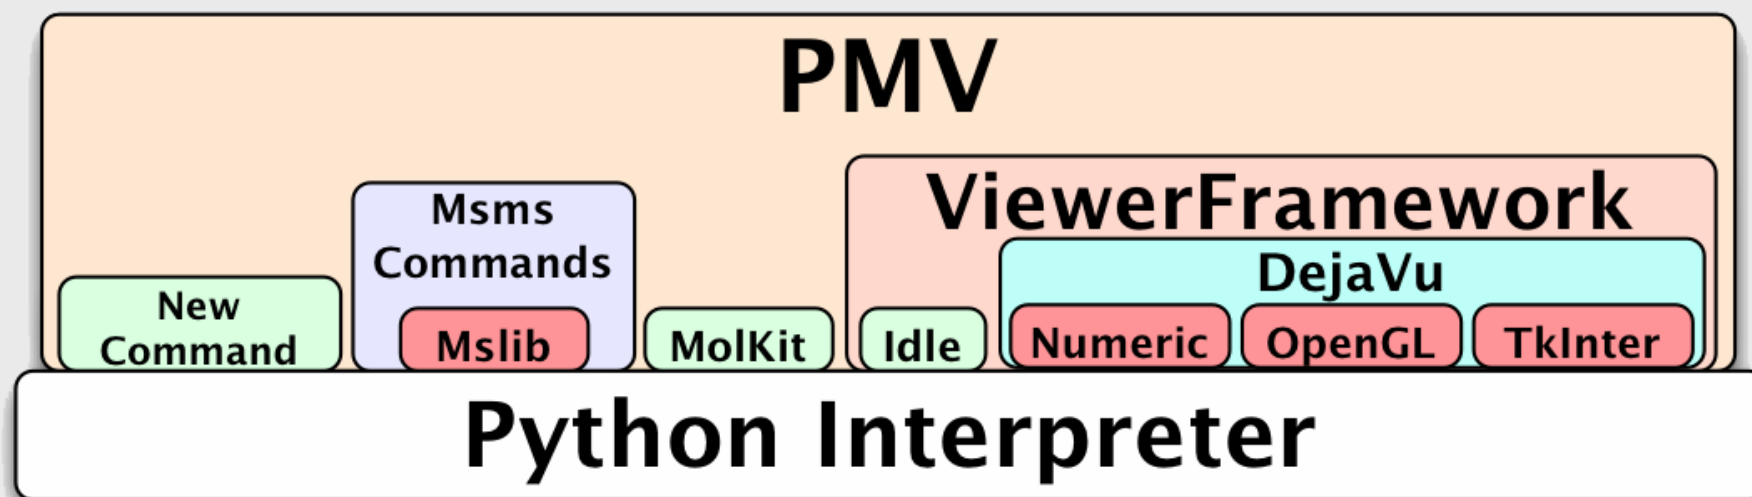 PMV
ViewerFramework
Msms
Commands
DejaVu
New
Command
Mslib
MolKit
Idle
Numeric
OpenGL
TkInter
Python Interpreter